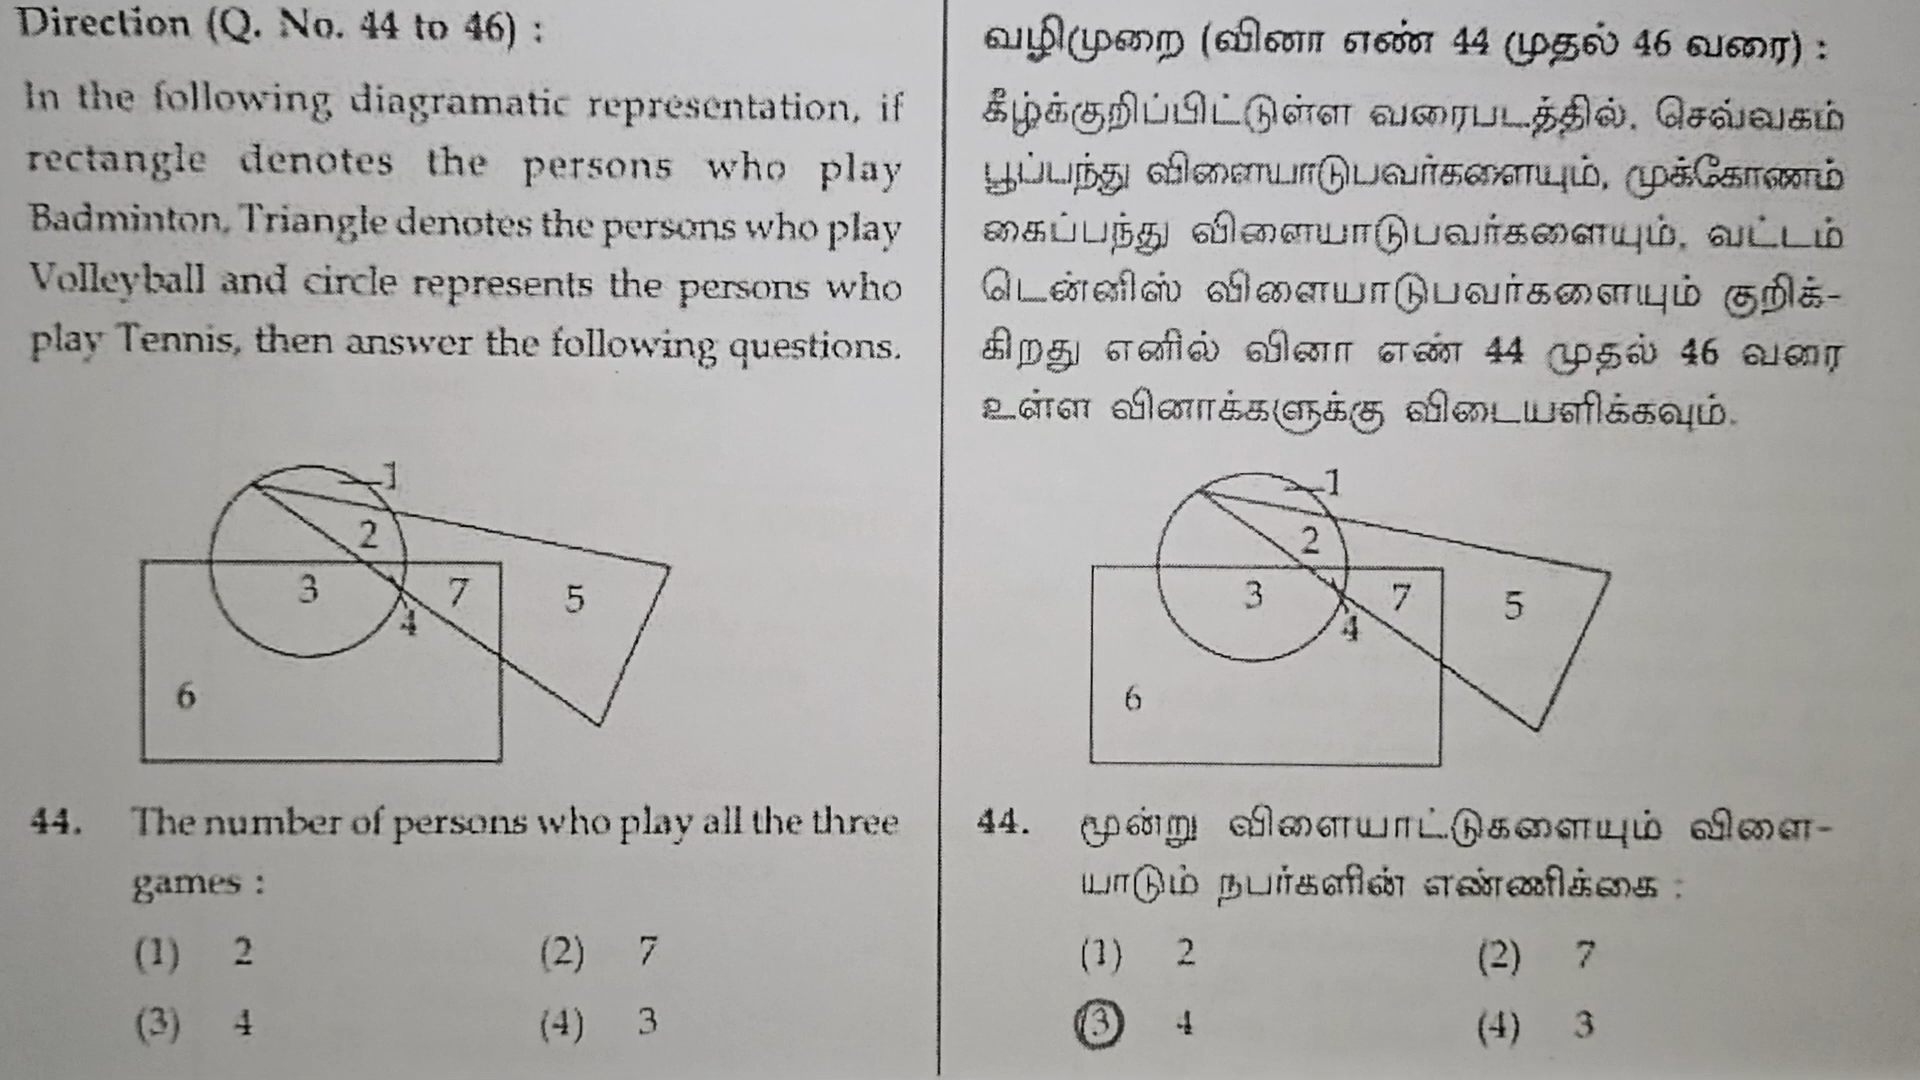 Direction (Q. No. 44 to 46) :
In the following diagramatic representation, if
rectangle denotes the persons who play
Badminton, Triangle denotes the persons who play
Volleyball and circle represents the persons who
play Tennis, then answer the following questions.
1
2
3
7
5
4
6
44. The number of persons who play all the three
games :
(1) 2 (2) 7
(3) 4 (4) 3
வழிமுறை (வினா எண் 44 முதல் 46 வரை) :
கீழ்க்குறிப்பிட்டுள்ள வரைபடத்தில், செவ்வகம்
பூப்பந்து விளையாடுபவர்களையும், முக்கோணம்
கைப்பந்து விளையாடுபவர்களையும், வட்டம்
டென்னிஸ் விளையாடுபவர்களையும் குறிக்-
கிறது எனில் வினா எண் 44 முதல் 46 வரை
உள்ள வினாக்களுக்கு விடையளிக்கவும்.
1
2
3
7
5
4
6
44. மூன்று விளையாட்டுகளையும் விளை-
யாடும் நபர்களின் எண்ணிக்கை :
(1) 2 (2) 7
(3) 4 (4) 3